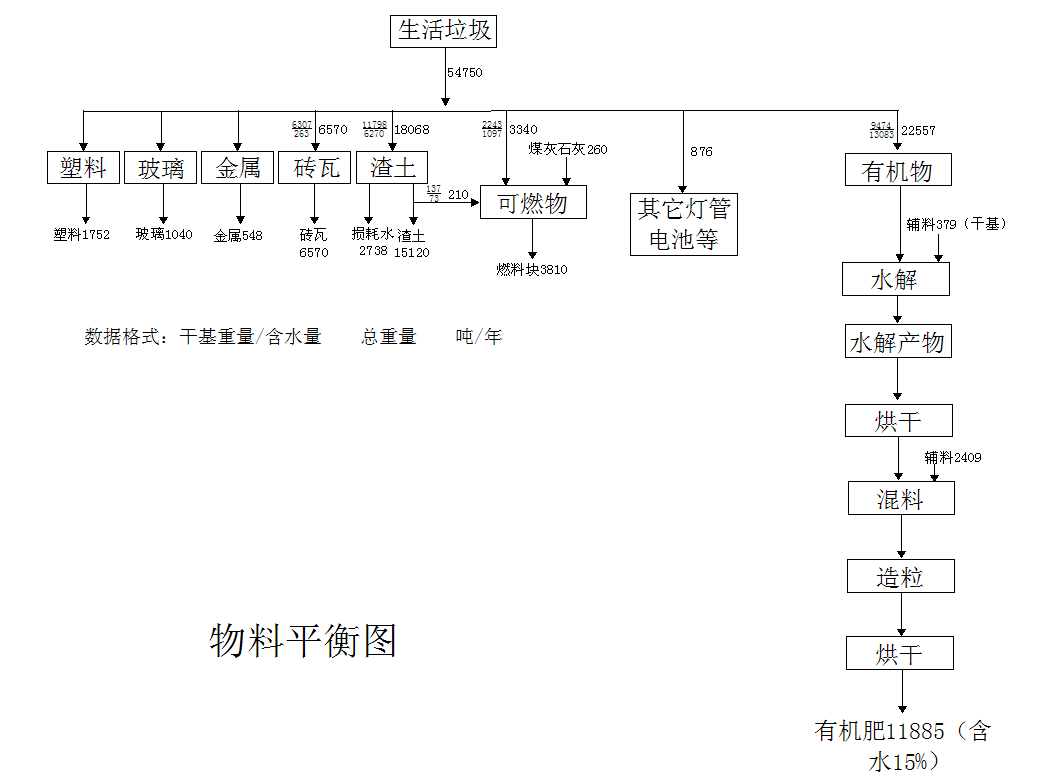 生活垃圾
54750
6307
263
6570
11798
6270
18068
2243
1097
3340
煤灰石灰260
876
9474
13083
22557
塑料
玻璃
金属
砖瓦
渣土
137
73
210
可燃物
其它灯管
电池等
有机物
塑料1752
玻璃1040
金属548
砖瓦
6570
损耗水
2738
渣土
15120
燃料块3810
辅料379（干基）
水解
数据格式：干基重量/含水量 总重量 吨/年
水解产物
烘干
辅料2409
混料
造粒
物料平衡图
烘干
有机肥11885（含
水15%）